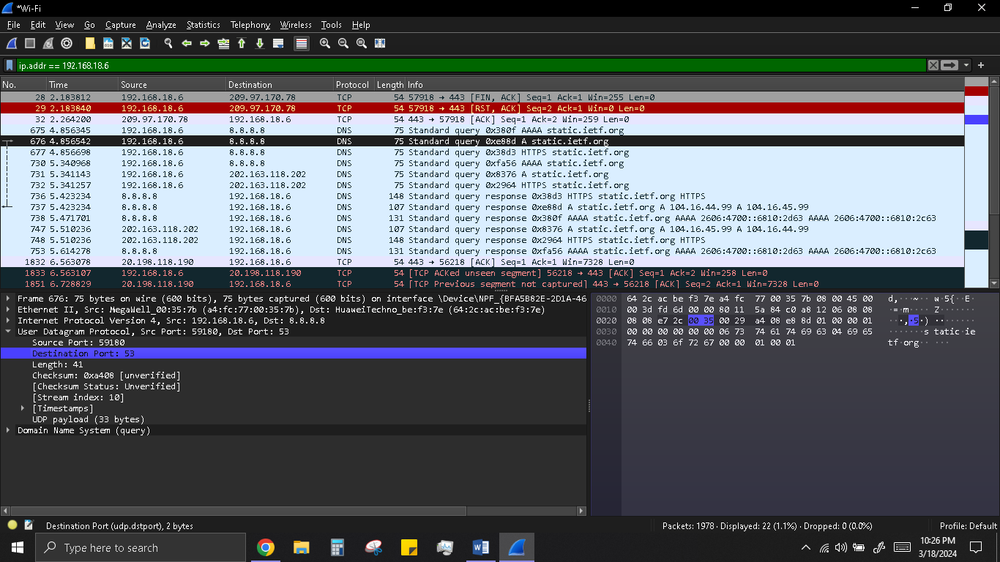 *Wi-Fi
File Edit View Go Capture Analyze Statistics Telephony Wireless Tools Help
ip.addr == 192.168.18.6
No. Time Source Destination Protocol Length Info
28 2.183812 192.168.18.6 209.97.170.78 TCP 54 57918 → 443 [FIN, ACK] Seq=1 Ack=1 Win=255 Len=0
29 2.183840 192.168.18.6 209.97.170.78 TCP 54 57918 → 443 [RST, ACK] Seq=2 Ack=1 Win=0 Len=0
32 2.264200 209.97.170.78 192.168.18.6 TCP 54 443 → 57918 [ACK] Seq=1 Ack=2 Win=259 Len=0
675 4.856345 192.168.18.6 8.8.8.8 DNS 75 Standard query 0x380f AAAA static.ietf.org
676 4.856542 192.168.18.6 8.8.8.8 DNS 75 Standard query 0xe88d A static.ietf.org
677 4.856698 192.168.18.6 8.8.8.8 DNS 75 Standard query 0x38d3 HTTPS static.ietf.org
730 5.340968 192.168.18.6 8.8.8.8 DNS 75 Standard query 0xfa56 AAAA static.ietf.org
731 5.341143 192.168.18.6 202.163.118.202 DNS 75 Standard query 0x8376 A static.ietf.org
732 5.341257 192.168.18.6 202.163.118.202 DNS 75 Standard query 0x2964 HTTPS static.ietf.org
736 5.423234 8.8.8.8 192.168.18.6 DNS 148 Standard query response 0x38d3 HTTPS static.ietf.org HTTPS
737 5.423234 8.8.8.8 192.168.18.6 DNS 107 Standard query response 0xe88d A static.ietf.org A 104.16.44.99 A 104.16.45.99
738 5.471701 8.8.8.8 192.168.18.6 DNS 131 Standard query response 0x380f AAAA static.ietf.org AAAA 2606:4700::6810:2d63 AAAA 2606:4700::6810:2c63
747 5.510236 202.163.118.202 192.168.18.6 DNS 107 Standard query response 0x8376 A static.ietf.org A 104.16.45.99 A 104.16.44.99
748 5.510236 202.163.118.202 192.168.18.6 DNS 148 Standard query response 0x2964 HTTPS static.ietf.org HTTPS
753 5.614278 8.8.8.8 192.168.18.6 DNS 131 Standard query response 0xfa56 AAAA static.ietf.org AAAA 2606:4700::6810:2d63 AAAA 2606:4700::6810:2c63
1832 6.563078 20.198.118.190 192.168.18.6 TCP 54 443 → 56218 [ACK] Seq=1 Ack=1 Win=7328 Len=0
1833 6.563107 192.168.18.6 20.198.118.190 TCP 54 [TCP ACKed unseen segment] 56218 → 443 [ACK] Seq=1 Ack=2 Win=258 Len=0
1851 6.728829 20.198.118.190 192.168.18.6 TCP 54 [TCP Previous segment not captured] 443 → 56218 [ACK] Seq=2 Ack=1 Win=7328 Len=0
Frame 676: 75 bytes on wire (600 bits), 75 bytes captured (600 bits) on interface \Device\NPF_{BFA5B82E-2D1A-46
Ethernet II, Src: MegaWell_00:35:7b (a4:fc:77:00:35:7b), Dst: HuaweiTechno_be:f3:7e (64:2c:ac:be:f3:7e)
Internet Protocol Version 4, Src: 192.168.18.6, Dst: 8.8.8.8
User Datagram Protocol, Src Port: 59180, Dst Port: 53
Source Port: 59180
Destination Port: 53
Length: 41
Checksum: 0xa408 [unverified]
[Checksum Status: Unverified]
[Stream index: 10]
[Timestamps]
UDP payload (33 bytes)
Domain Name System (query)
0000 64 2c ac be f3 7e a4 fc 77 00 35 7b 08 00 45 00 d,···~·· w·5{··E·
0010 00 3d fd 6d 00 00 80 11 5a 84 c0 a8 12 06 08 08 ·=·m···· Z·······
0020 08 08 e7 2c 00 35 00 29 a4 08 e8 8d 01 00 00 01 ···,·5·) ········
0030 00 00 00 00 00 00 06 73 74 61 74 69 63 04 69 65 ·······s tatic·ie
0040 74 66 03 6f 72 67 00 00 01 00 01 tf·org·· ···
Destination Port (udp.dstport), 2 bytes
Packets: 1978 · Displayed: 22 (1.1%) · Dropped: 0 (0.0%)
Profile: Default
Type here to search
10:26 PM
3/18/2024